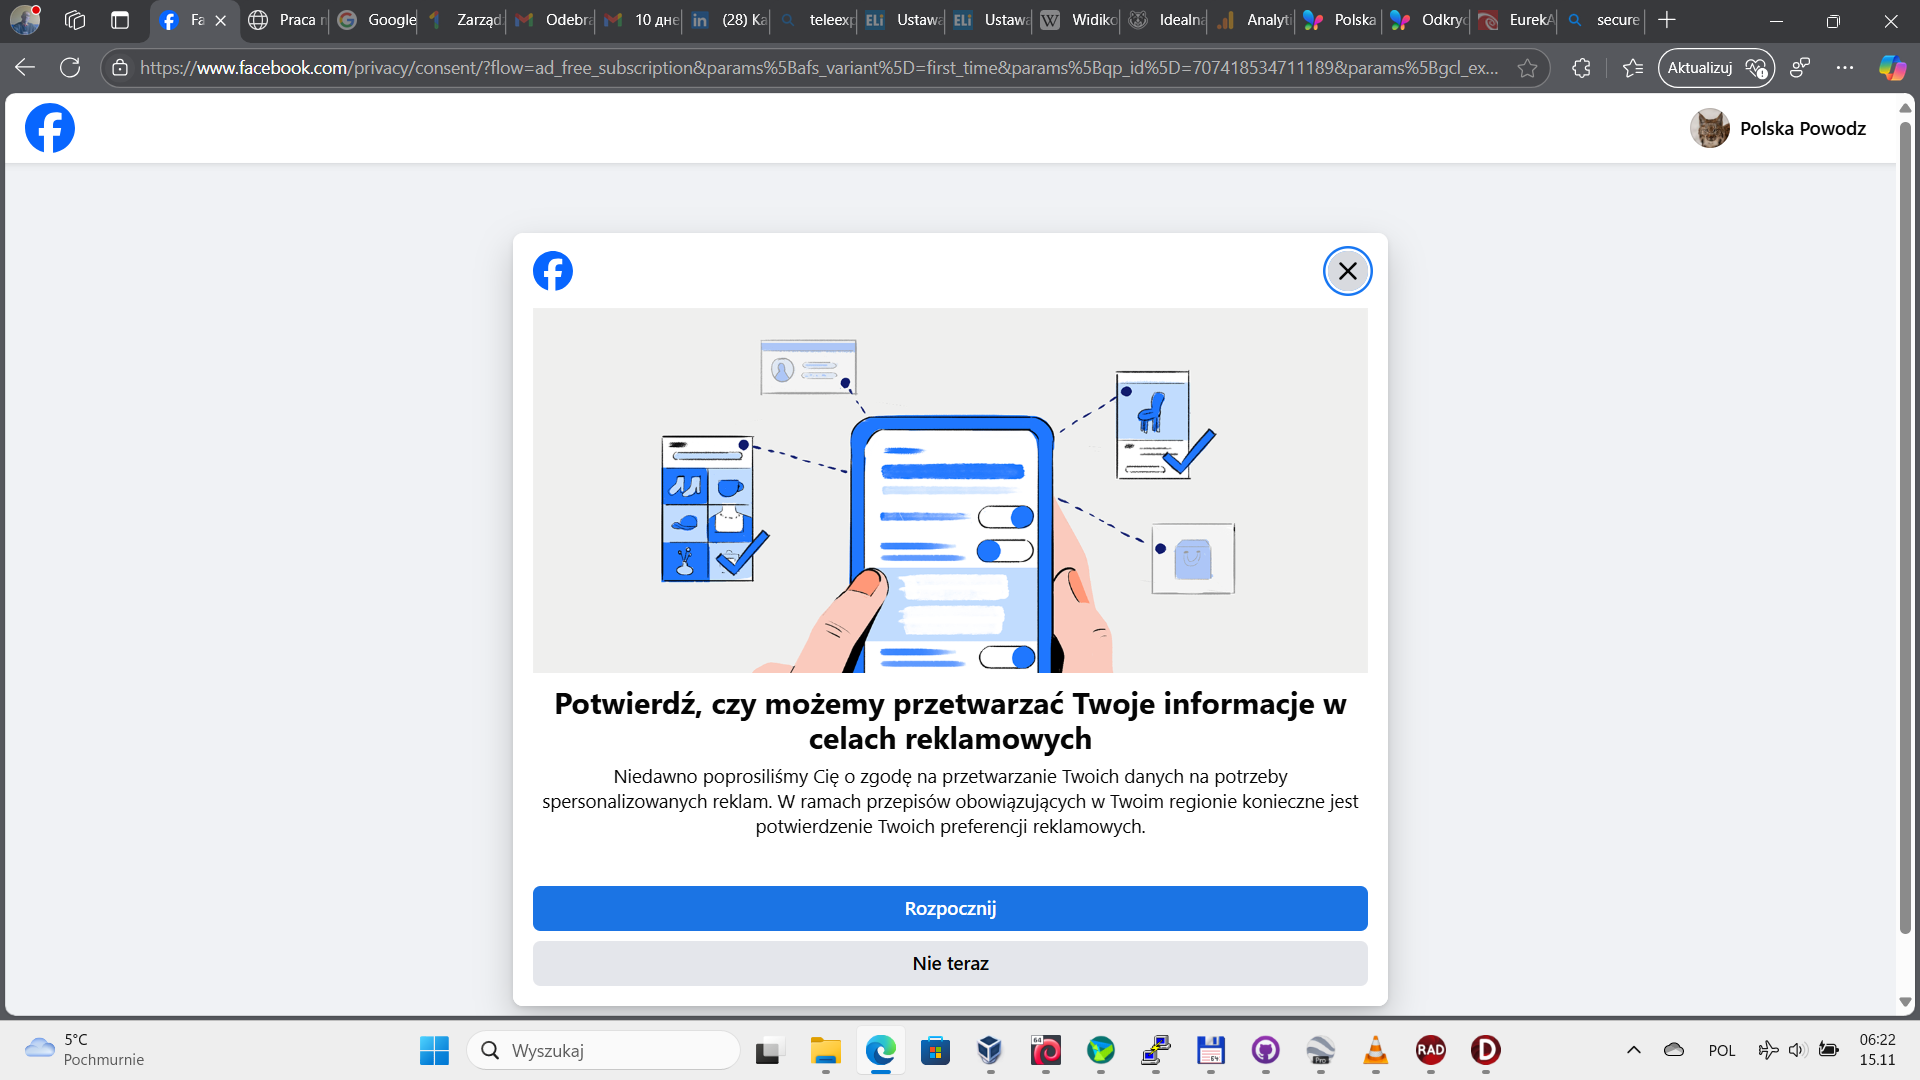 Fa
Praca n
Google
Zarząd
Odebra
10 дне
(28) Ka
teleexp
Ustawa
Ustawa
Widiko
Idealna
Analyti
Polska
Odkryc
EurekA
secure
https://www.facebook.com/privacy/consent/?flow=ad_free_subscription&params%5Bafs_variant%5D=first_time&params%5Bqp_id%5D=707418534711189&params%5Bgcl_ex...
Aktualizuj
Polska Powodz
Potwierdź, czy możemy przetwarzać Twoje informacje w
celach reklamowych
Niedawno poprosiliśmy Cię o zgodę na przetwarzanie Twoich danych na potrzeby
spersonalizowanych reklam. W ramach przepisów obowiązujących w Twoim regionie konieczne jest
potwierdzenie Twoich preferencji reklamowych.
Rozpocznij
Nie teraz
5°C
Pochmurnie
Wyszukaj
64
64
Pro
RAD
D
POL
06:22
15.11